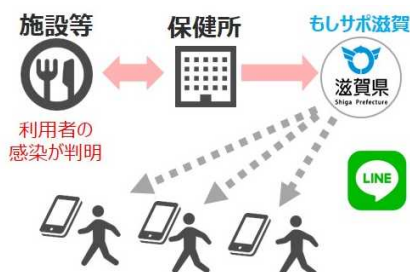 施設等
保健所
もしサポ滋賀
滋賀県
Shiga Prefecture
利用者の
感染が判明
LINE